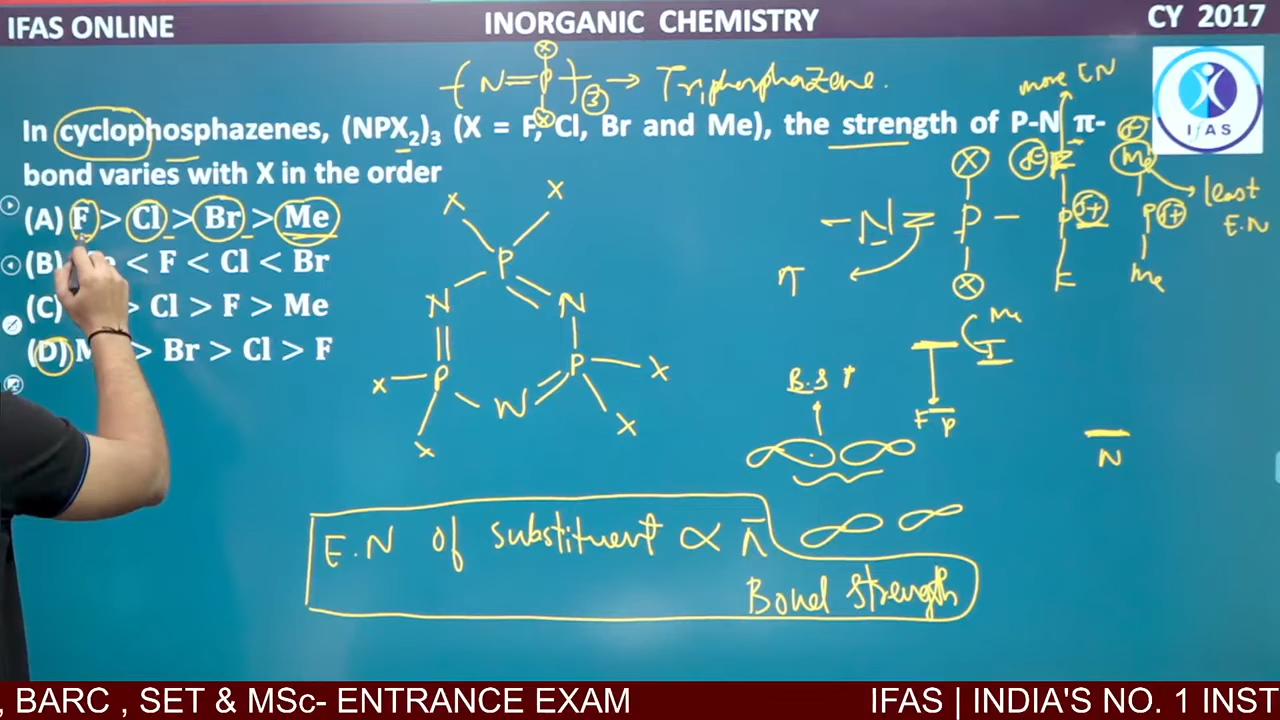 IFAS ONLINE
INORGANIC CHEMISTRY
CY 2017
IFAS
(N=P)3 → Triphosphazene.
X
X
In cyclophosphazenes, (NPX2)3 (X = F, Cl, Br and Me), the strength of P-N π-
bond varies with X in the order
(A) F > Cl > Br > Me
(B) < F < Cl < Br
(C) > Cl > F > Me
(D) > Br > Cl > F
X X
P
N N
P P
X X
N
X X
more E.N
X
-N=P-
X
δ-
P δ+
F
δ-
Me
P δ+
Me
least
E.N
↑
Me
F P
N
B.S ↑
E.N of substituent ∝ π
Bond strength
, BARC , SET & MSc- ENTRANCE EXAM
IFAS | INDIA'S NO. 1 INST